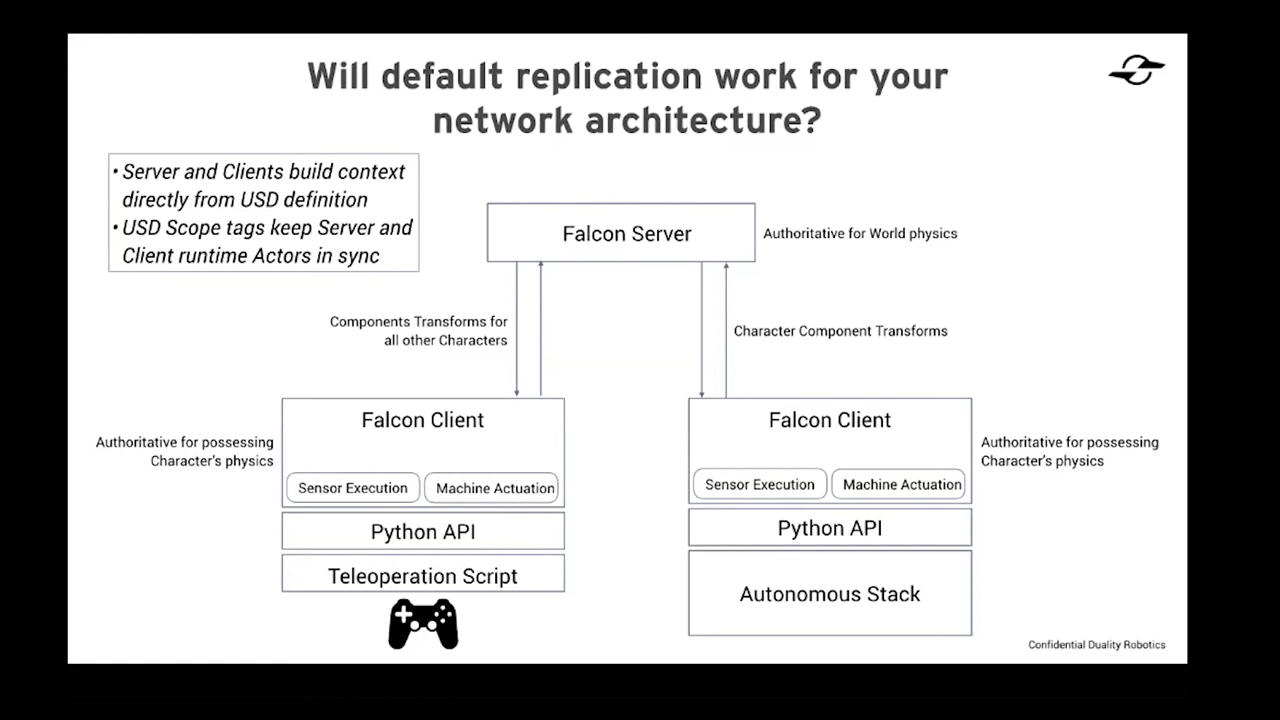 Will default replication work for your
network architecture?
• Server and Clients build context
directly from USD definition
• USD Scope tags keep Server and
Client runtime Actors in sync
Falcon Server
Authoritative for World physics
Components Transforms for
all other Characters
Character Component Transforms
Authoritative for possessing
Character's physics
Falcon Client
Sensor Execution
Machine Actuation
Python API
Teleoperation Script
Falcon Client
Sensor Execution
Machine Actuation
Python API
Autonomous Stack
Authoritative for possessing
Character's physics
Confidential Duality Robotics